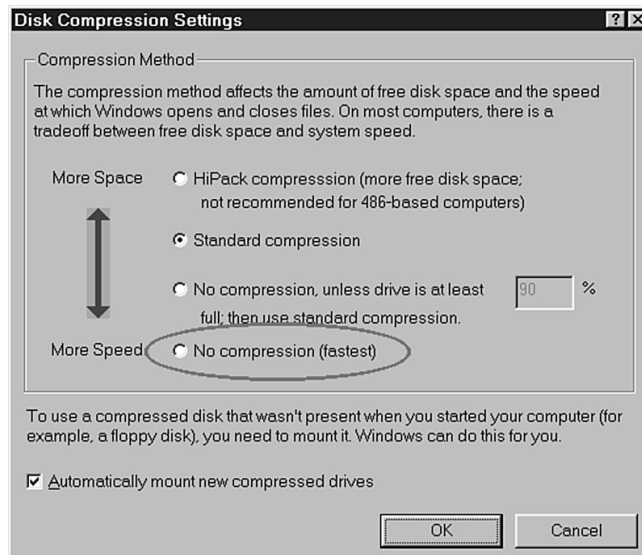 Disk Compression Settings
Compression Method
The compression method affects the amount of free disk space and the speed
at which Windows opens and closes files. On most computers, there is a
tradeoff between free disk space and system speed.
More Space
HiPack compresssion (more free disk space;
not recommended for 486-based computers)
Standard compression
No compression, unless drive is at least 90 %
full; then use standard compression.
More Speed
No compression (fastest)
To use a compressed disk that wasn't present when you started your computer (for
example, a floppy disk), you need to mount it. Windows can do this for you.
Automatically mount new compressed drives
OK
Cancel